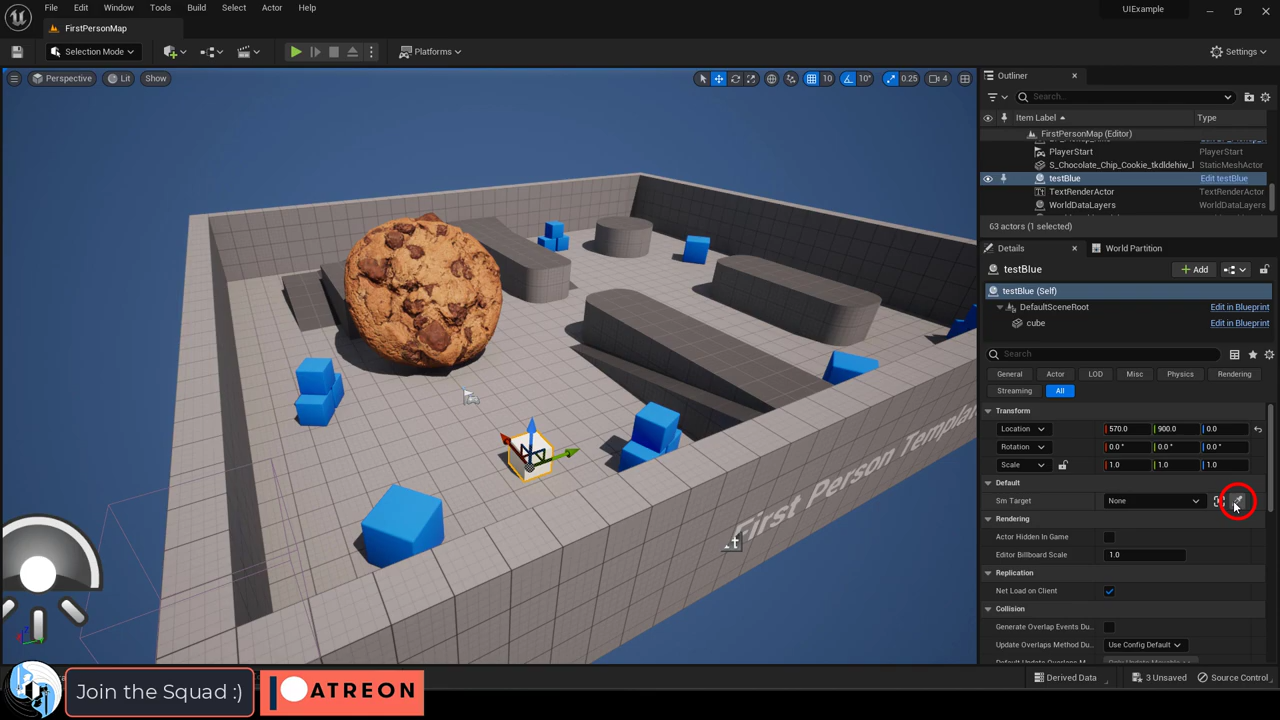 File Edit Window Tools Build Select Actor Help
UIExample
FirstPersonMap
Selection Mode
Platforms
Settings
Perspective Lit Show
10 10° 0.25 4
Outliner
Search...
Item Label Type
FirstPersonMap (Editor)
PlayerStart PlayerStart
S_Chocolate_Chip_Cookie_tkdldehiw_l StaticMeshActor
testBlue Edit testBlue
TextRenderActor TextRenderActor
WorldDataLayers WorldDataLayers
63 actors (1 selected)
Details World Partition
testBlue Add
testBlue (Self)
DefaultSceneRoot Edit in Blueprint
cube Edit in Blueprint
Search
General Actor LOD Misc Physics Rendering
Streaming All
Transform
Location 570.0 900.0 0.0
Rotation 0.0 ° 0.0 ° 0.0 °
Scale 1.0 1.0 1.0
Default
Sm Target None
Rendering
Actor Hidden In Game
Editor Billboard Scale 1.0
Replication
Net Load on Client
Collision
Generate Overlap Events Du...
Update Overlaps Method Du... Use Config Default
First Person Templa
Derived Data 3 Unsaved Source Control
Join the Squad :)
PATREON